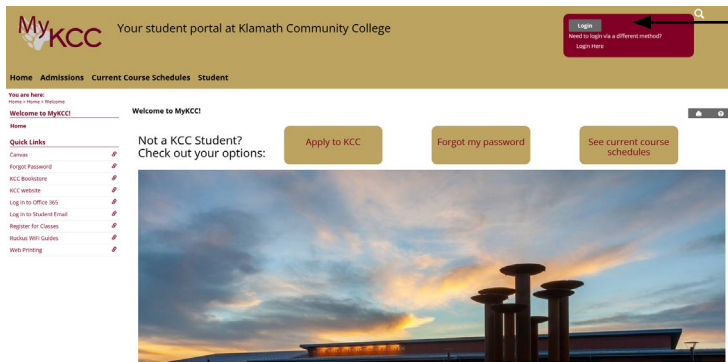 MyKCC
Your student portal at Klamath Community College
Login
Need to login via a different method?
Login Here
Home Admissions Current Course Schedules Student
You are here:
Home > Home > Welcome
Welcome to MyKCC!
Home
Quick Links
Canvas
Forgot Password
KCC Bookstore
KCC website
Log in to Office 365
Log in to Student Email
Register for Classes
Ruckus WiFi Guides
Web Printing
Welcome to MyKCC!
Not a KCC Student?
Check out your options:
Apply to KCC
Forgot my password
See current course
schedules